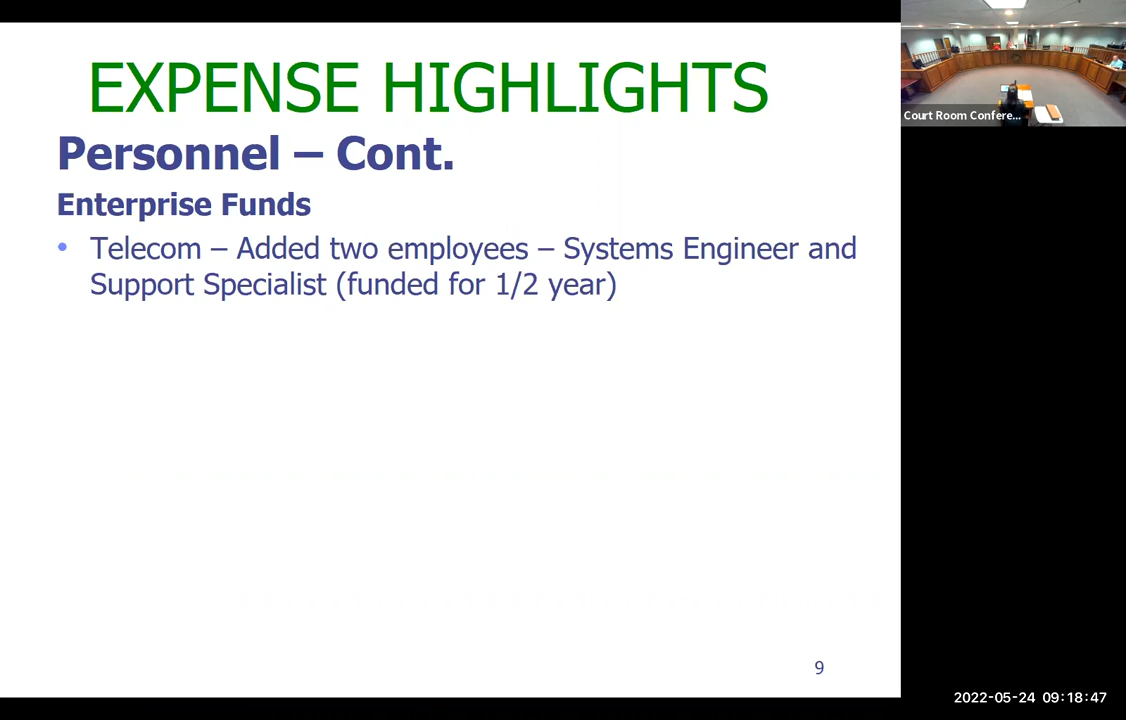 EXPENSE HIGHLIGHTS
Personnel – Cont.
Enterprise Funds
• Telecom – Added two employees – Systems Engineer and
Support Specialist (funded for 1/2 year)
9
Court Room Confere...
2022-05-24 09:18:47